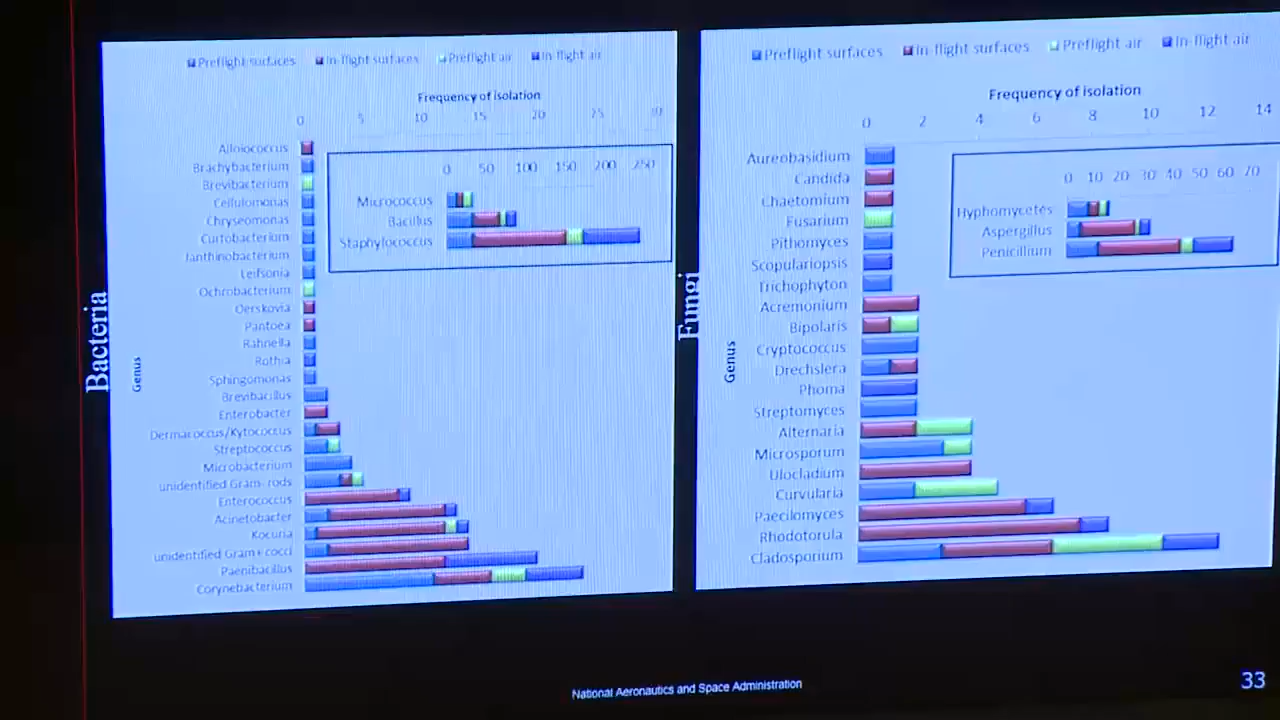 Preflight surfaces In-flight surfaces Preflight air In-flight air
Frequency of isolation
0 5 10 15 20 25 30
Alloiococcus
Brachybacterium
Brevibacterium
Cellulomonas
Chryseomonas
Curtobacterium
Janthinobacterium
Leifsonia
Ochrobacterium
Oerskovia
Pantoea
Rahnella
Rothia
Sphingomonas
Brevibacillus
Enterobacter
Dermacoccus/Kytococcus
Streptococcus
Microbacterium
unidentified Gram- rods
Enterococcus
Acinetobacter
Kocuria
unidentified Gram+ cocci
Paenibacillus
Corynebacterium
Genus
Bacteria
0 50 100 150 200 250
Micrococcus
Bacillus
Staphylococcus
Preflight surfaces In-flight surfaces Preflight air In-flight air
Frequency of isolation
0 2 4 6 8 10 12 14
Aureobasidium
Candida
Chaetomium
Fusarium
Pithomyces
Scopulariopsis
Trichophyton
Acremonium
Bipolaris
Cryptococcus
Drechslera
Phoma
Streptomyces
Alternaria
Microsporum
Ulocladium
Curvularia
Paecilomyces
Rhodotorula
Cladosporium
Genus
Fungi
0 10 20 30 40 50 60 70
Hyphomycetes
Aspergillus
Penicillium
National Aeronautics and Space Administration
33